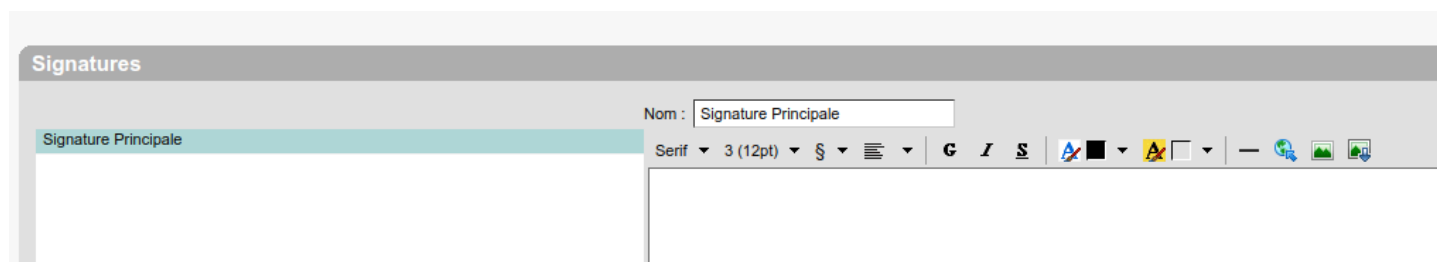 Signatures
Nom : Signature Principale
Signature Principale
Serif 3 (12pt) § G I S A A